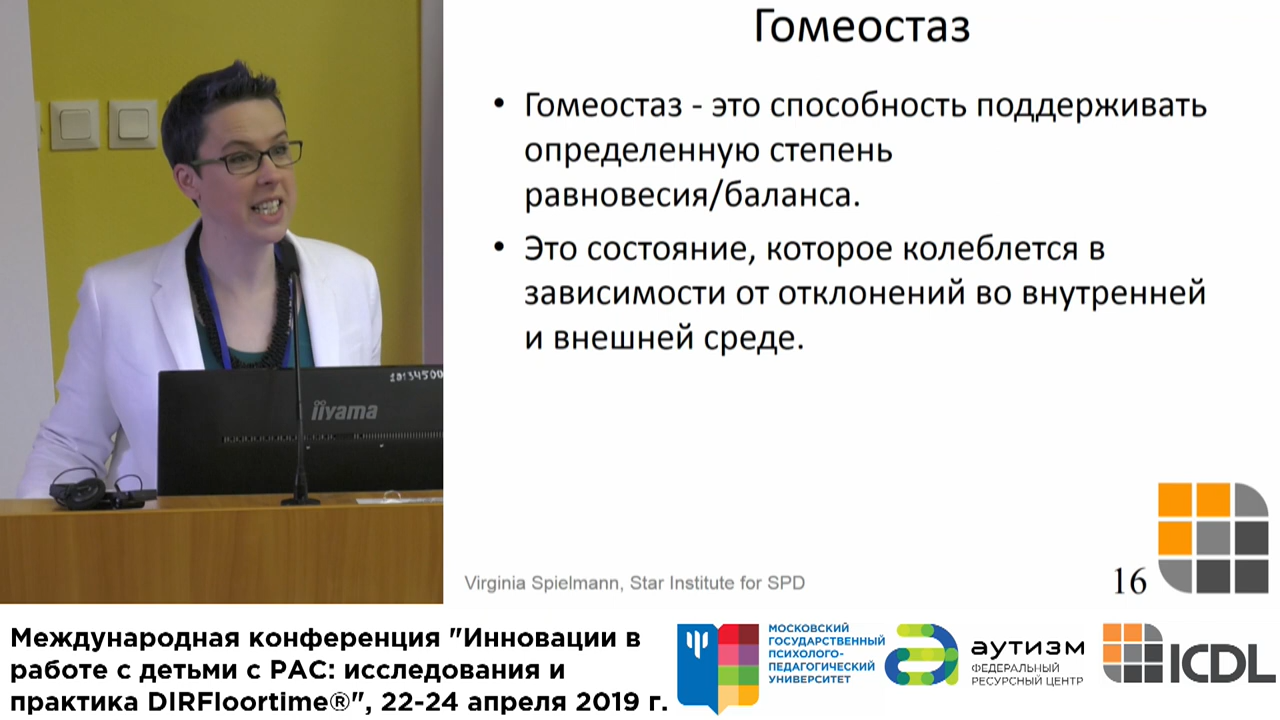 Гомеостаз
• Гомеостаз - это способность поддерживать
определенную степень
равновесия/баланса.
• Это состояние, которое колеблется в
зависимости от отклонений во внутренней
и внешней среде.
iiyama
Virginia Spielmann, Star Institute for SPD
16
Международная конференция "Инновации в
работе с детьми с РАС: исследования и
практика DIRFloortime®", 22-24 апреля 2019 г.
МОСКОВСКИЙ
ГОСУДАРСТВЕННЫЙ
ПСИХОЛОГО-
ПЕДАГОГИЧЕСКИЙ
УНИВЕРСИТЕТ
аутизм
ФЕДЕРАЛЬНЫЙ
РЕСУРСНЫЙ ЦЕНТР
ICDL